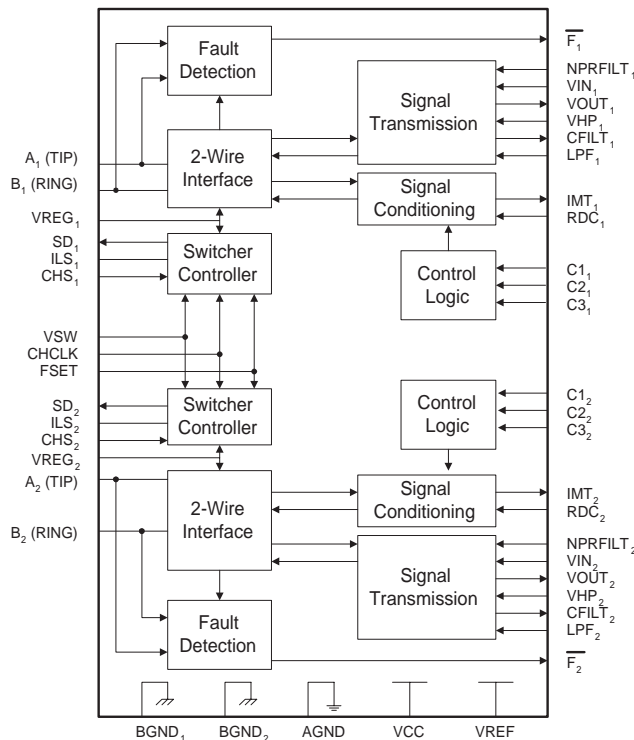 Fault
Detection
F₁
NPRFILT₁
VIN₁
Signal
Transmission
VOUT₁
VHP₁
CFILT₁
LPF₁
A₁ (TIP)
2-Wire
Interface
B₁ (RING)
Signal
Conditioning
IMT₁
RDC₁
VREG₁
SD₁
ILS₁
CHS₁
Switcher
Controller
Control
Logic
C1₁
C2₁
C3₁
VSW
CHCLK
FSET
SD₂
ILS₂
CHS₂
Switcher
Controller
Control
Logic
C1₂
C2₂
C3₂
VREG₂
A₂ (TIP)
2-Wire
Interface
B₂ (RING)
Signal
Conditioning
IMT₂
RDC₂
NPRFILT₂
VIN₂
Signal
Transmission
VOUT₂
VHP₂
CFILT₂
LPF₂
Fault
Detection
F₂
BGND₁
BGND₂
AGND
VCC
VREF